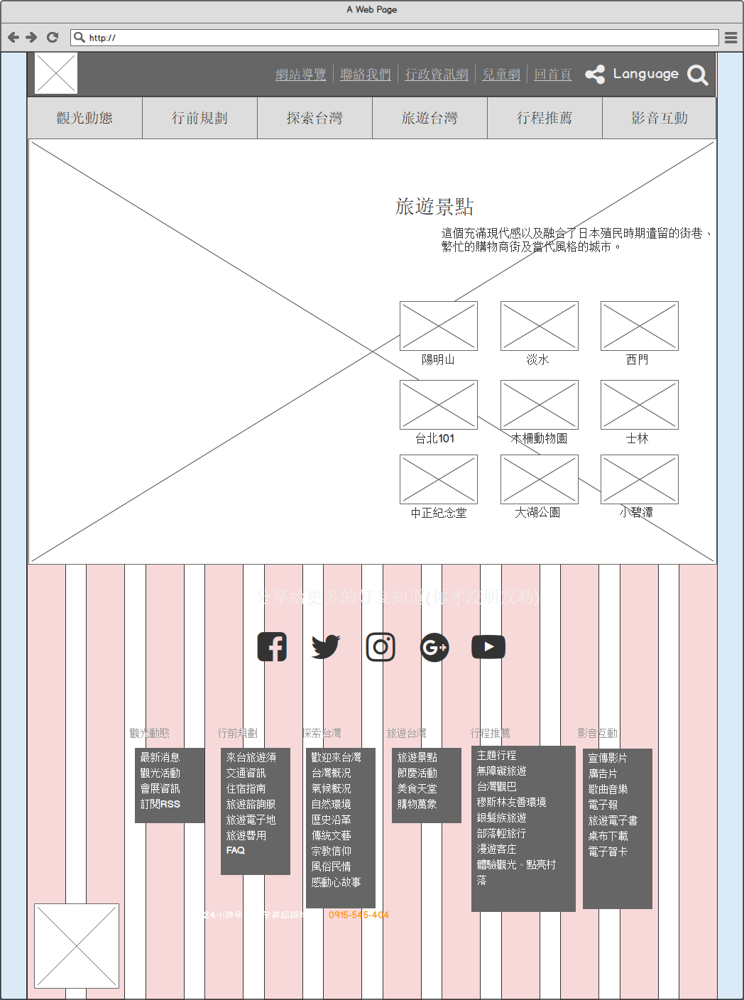 A Web Page
http://
網站導覽 聯絡我們 行政資訊網 兒童網 回首頁 Language
觀光動態 行前規劃 探索台灣 旅遊台灣 行程推薦 影音互動
旅遊景點
這個充滿現代感以及融合了日本殖民時期遺留的街巷、
繁忙的購物商街及當代風格的城市。
陽明山 淡水 西門
台北101 木柵動物園 士林
中正紀念堂 大湖公園 小碧潭
分享給更多的好友知道(你才沒朋友勒)
觀光動態
最新消息
觀光活動
會展資訊
訂閱RSS
行前規劃
來台旅遊須
交通資訊
住宿指南
旅遊諮詢服
旅遊電子地
旅遊費用
FAQ
探索台灣
歡迎來台灣
台灣概況
氣候概況
自然環境
歷史沿革
傳統文藝
宗教信仰
風俗民情
感動心故事
旅遊台灣
旅遊景點
節慶活動
美食天堂
購物萬象
行程推薦
主題行程
無障礙旅遊
台灣觀巴
穆斯林友善環境
銀髮族旅遊
部落輕旅行
漫遊客庄
體驗觀光。點亮村
落
影音互動
宣傳影片
廣告片
歌曲音樂
電子報
旅遊電子書
桌布下載
電子賀卡
24小時免 旅遊諮詢 0915-545-404